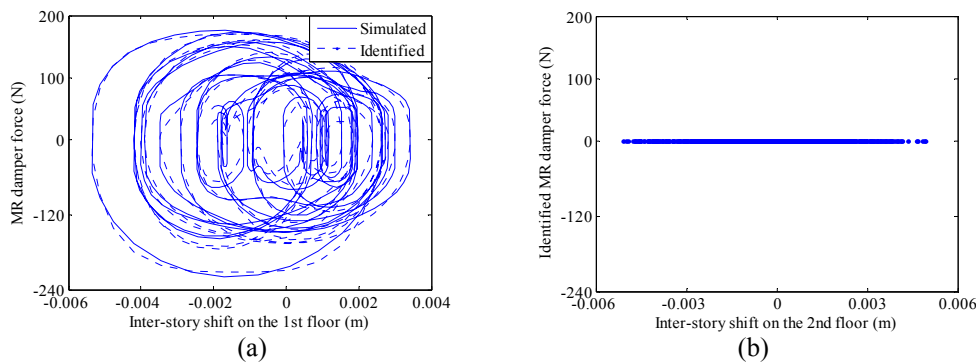 200
100
0
-120
-240
MR damper force (N)
Simulated
Identified
-0.006
-0.004
-0.002
0
0.002
0.004
Inter-story shift on the 1st floor (m)
(a)
200
100
0
-120
-240
Identified MR damper force (N)
-0.006
-0.003
0
0.003
0.006
Inter-story shift on the 2nd floor (m)
(b)